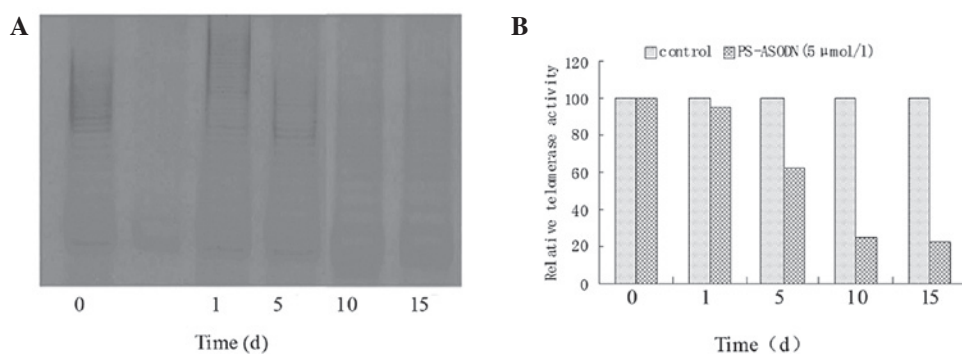 A
0 1 5 10 15
Time (d)
B
control PS-ASODN(5 μmol/l)
Relative telomerase activity
120
100
80
60
40
20
0
0 1 5 10 15
Time (d)